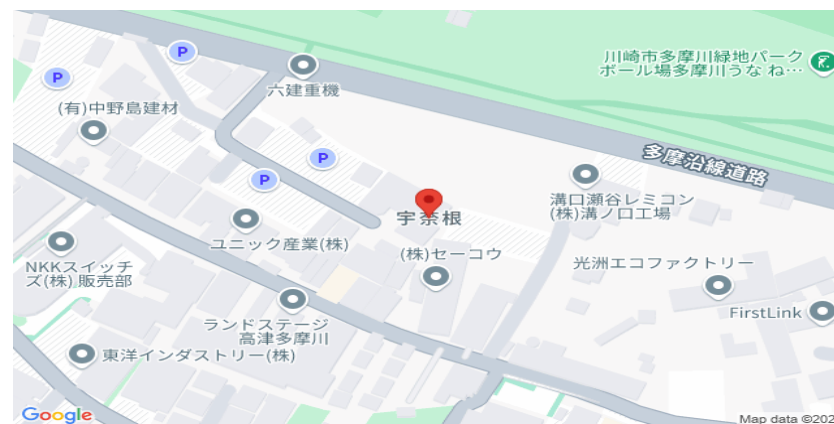 川崎市多摩川緑地パーク
ボール場多摩川うなね…
P
P
六建重機
(有)中野島建材
多摩沿線道路
P
P
溝口瀬谷レミコン
(株)溝ノ口工場
宇奈根
ユニック産業(株)
(株)セーコウ
光洲エコファクトリー
NKKスイッチ
ズ(株) 販売部
FirstLink
ランドステージ
高津多摩川
東洋インダストリー(株)
Google
Map data ©202